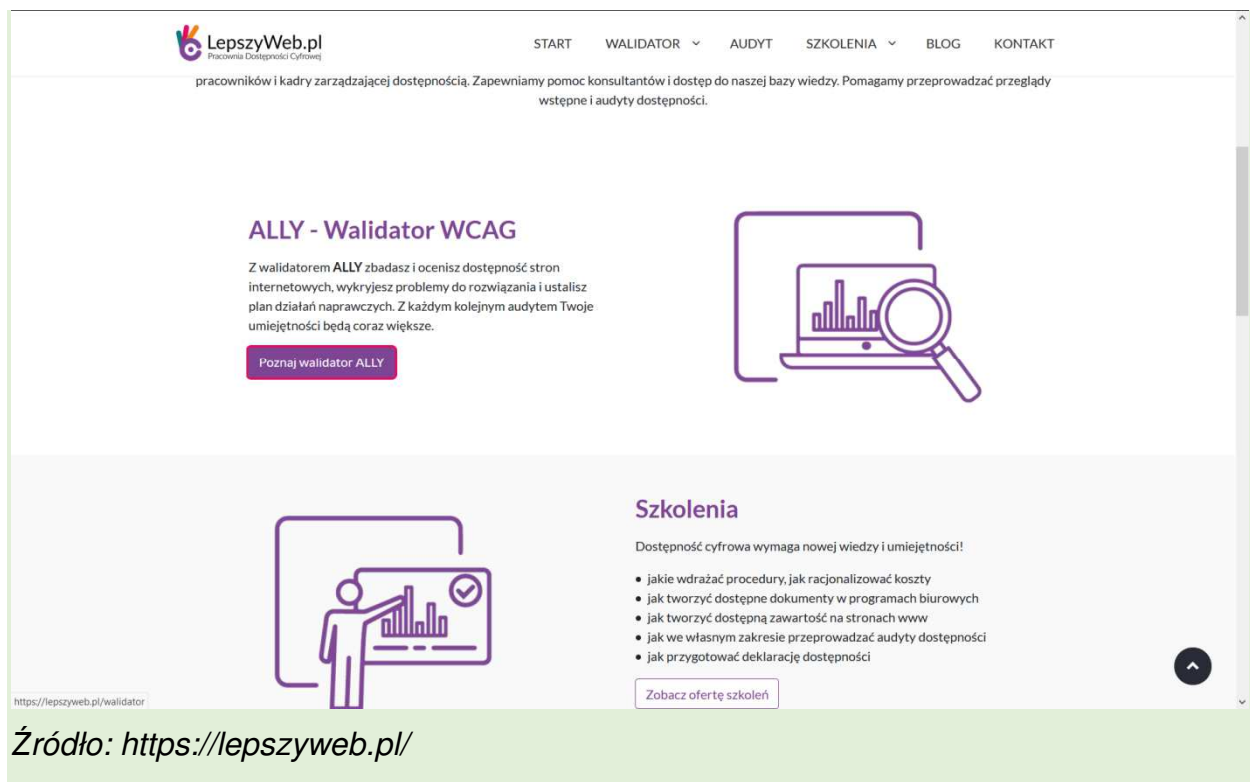 LepszyWeb.pl
Pracownia Dostępności Cyfrowej
START WALIDATOR AUDYT SZKOLENIA BLOG KONTAKT
pracowników i kadry zarządzającej dostępnością. Zapewniamy pomoc konsultantów i dostęp do naszej bazy wiedzy. Pomagamy przeprowadzać przeglądy
wstępne i audyty dostępności.
ALLY - Walidator WCAG
Z walidatorem ALLY zbadasz i ocenisz dostępność stron
internetowych, wykryjesz problemy do rozwiązania i ustalisz
plan działań naprawczych. Z każdym kolejnym audytem Twoje
umiejętności będą coraz większe.
Poznaj walidator ALLY
Szkolenia
Dostępność cyfrowa wymaga nowej wiedzy i umiejętności!
• jakie wdrażać procedury, jak racjonalizować koszty
• jak tworzyć dostępne dokumenty w programach biurowych
• jak tworzyć dostępną zawartość na stronach www
• jak we własnym zakresie przeprowadzać audyty dostępności
• jak przygotować deklarację dostępności
Zobacz ofertę szkoleń
https://lepszyweb.pl/walidator
Źródło: https://lepszyweb.pl/